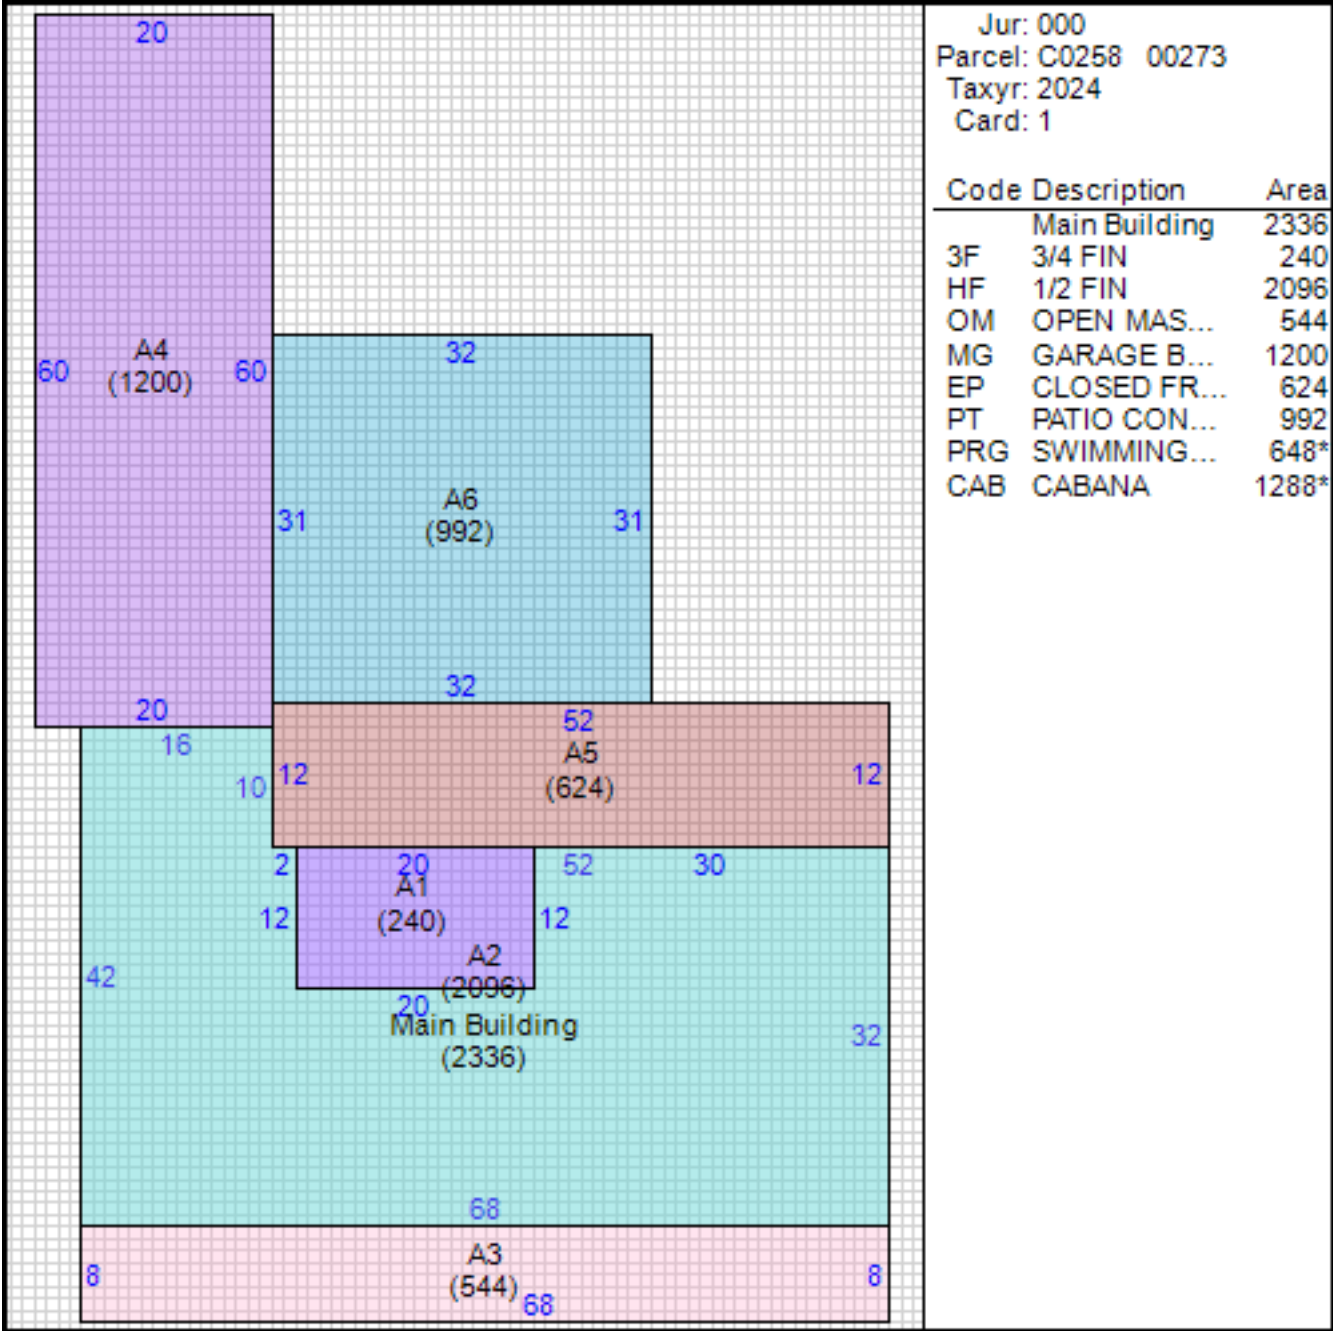 20
A4
(1200)
60
60
32
A6
(992)
31
31
32
20
52
16
A5
(624)
12
12
10
2
20
52
30
A1
(240)
12
12
A2
(2096)
42
20
Main Building
(2336)
32
68
A3
(544)
8
8
68
Jur: 000
Parcel: C0258 00273
Taxyr: 2024
Card: 1
Code Description Area
Main Building 2336
3F 3/4 FIN 240
HF 1/2 FIN 2096
OM OPEN MAS... 544
MG GARAGE B... 1200
EP CLOSED FR... 624
PT PATIO CON... 992
PRG SWIMMING... 648*
CAB CABANA 1288*